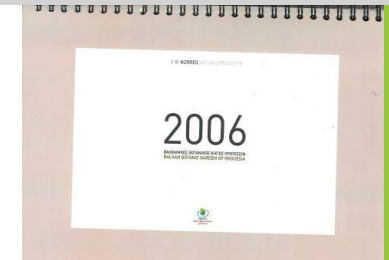 KORRES NATURAL PRODUCTS
2006
ΒΑΛΚΑΝΙΚΟΣ ΒΟΤΑΝΙΚΟΣ ΚΗΠΟΣ ΚΡΟΥΣΣΙΩΝ
BALKAN BOTANIC GARDEN OF KROUSSIA